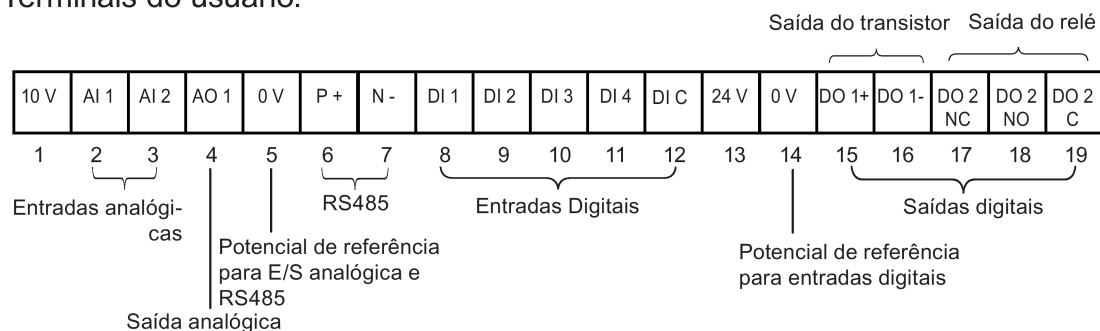 Terminais do usuário.
Saída do transistor Saída do relé
10 V AI 1 AI 2 AO 1 0 V P + N - DI 1 DI 2 DI 3 DI 4 DI C 24 V 0 V DO 1+ DO 1- DO 2 NC DO 2 NO DO 2 C
1 2 3 4 5 6 7 8 9 10 11 12 13 14 15 16 17 18 19
Entradas analógi-
cas
RS485
Entradas Digitais
Saídas digitais
Potencial de referência
para E/S analógica e
RS485
Potencial de referência
para entradas digitais
Saída analógica